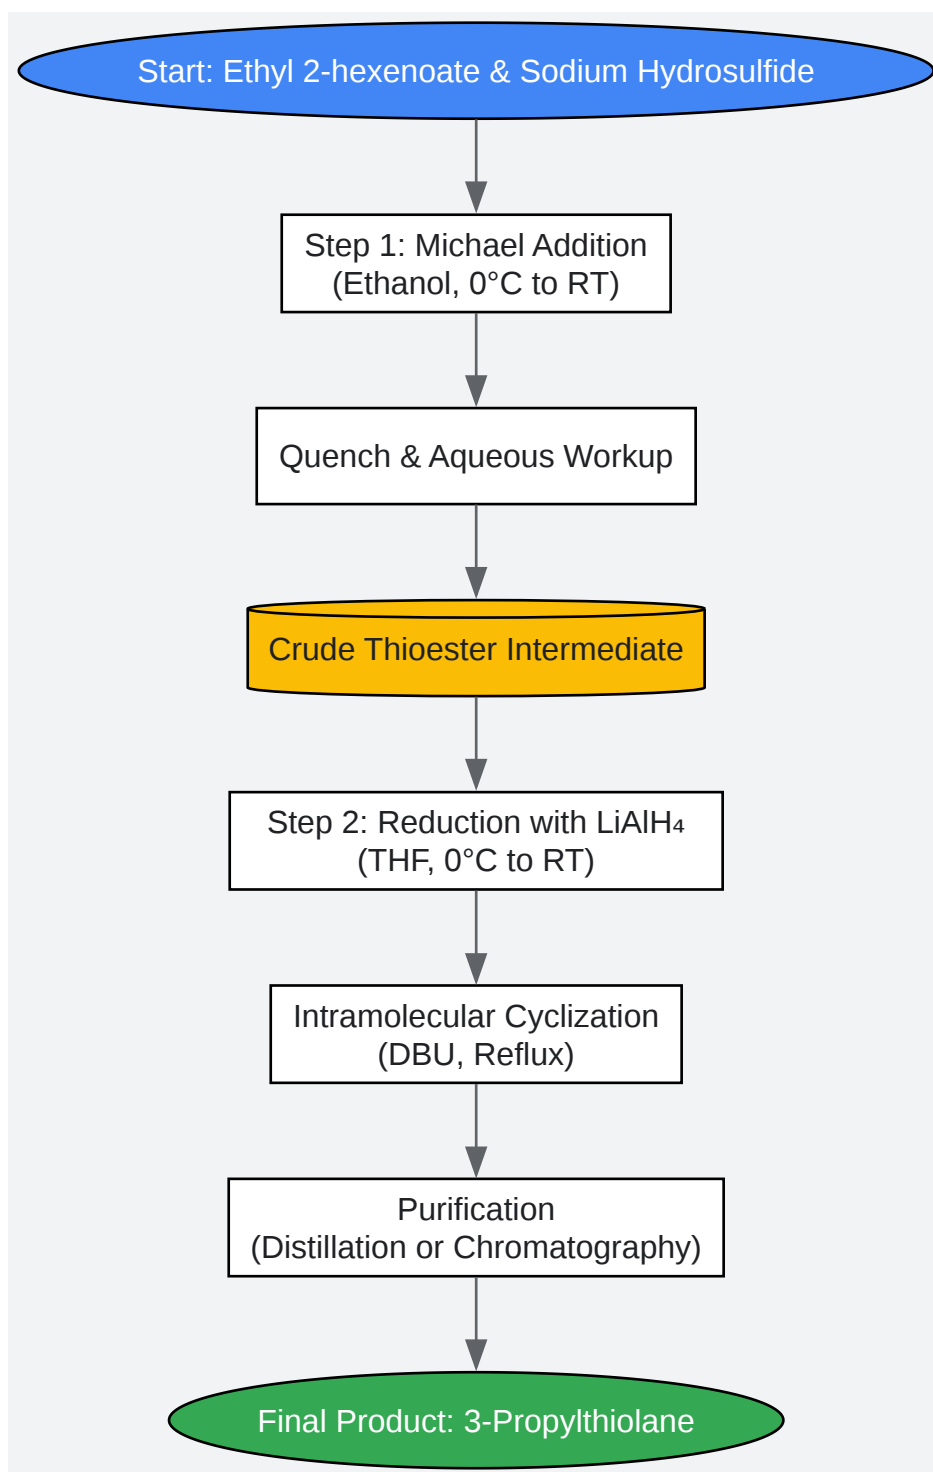 Start: Ethyl 2-hexenoate & Sodium Hydrosulfide
Step 1: Michael Addition
(Ethanol, 0°C to RT)
Quench & Aqueous Workup
Crude Thioester Intermediate
Step 2: Reduction with LiAlH₄
(THF, 0°C to RT)
Intramolecular Cyclization
(DBU, Reflux)
Purification
(Distillation or Chromatography)
Final Product: 3-Propylthiolane